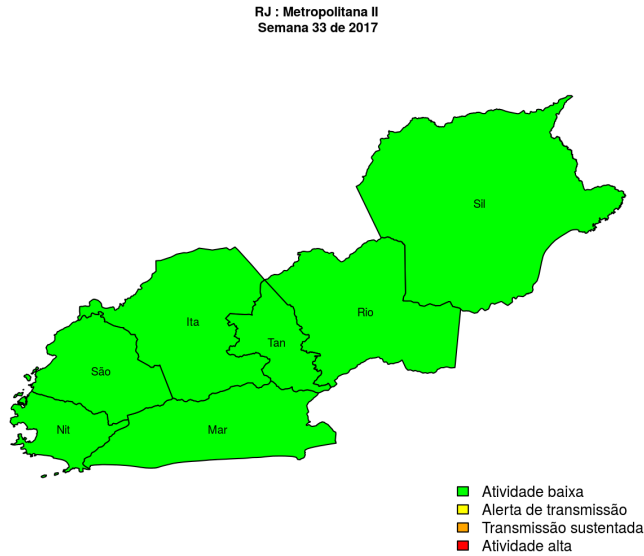 RJ : Metropolitana II
Semana 33 de 2017
Sil
Rio
Ita
Tan
São
Nit
Mar
Atividade baixa
Alerta de transmissão
Transmissão sustentada
Atividade alta